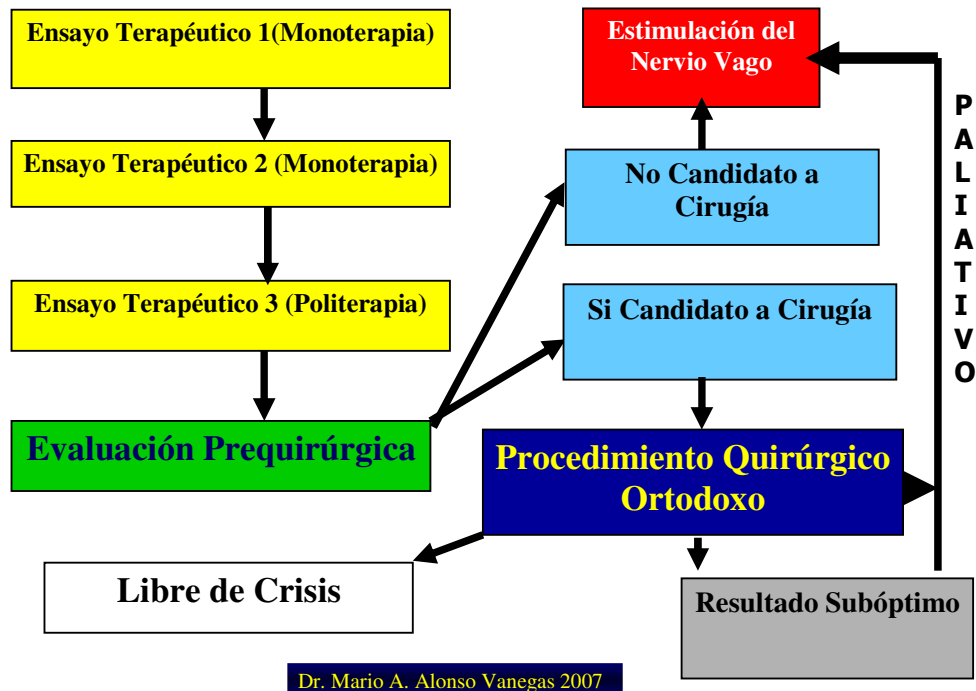 Ensayo Terapéutico 1(Monoterapia)
Ensayo Terapéutico 2 (Monoterapia)
Ensayo Terapéutico 3 (Politerapia)
Evaluación Prequirúrgica
Estimulación del
Nervio Vago
No Candidato a
Cirugía
Si Candidato a Cirugía
Procedimiento Quirúrgico
Ortodoxo
Libre de Crisis
Resultado Subóptimo
PALIATIVO
Dr. Mario A. Alonso Vanegas 2007